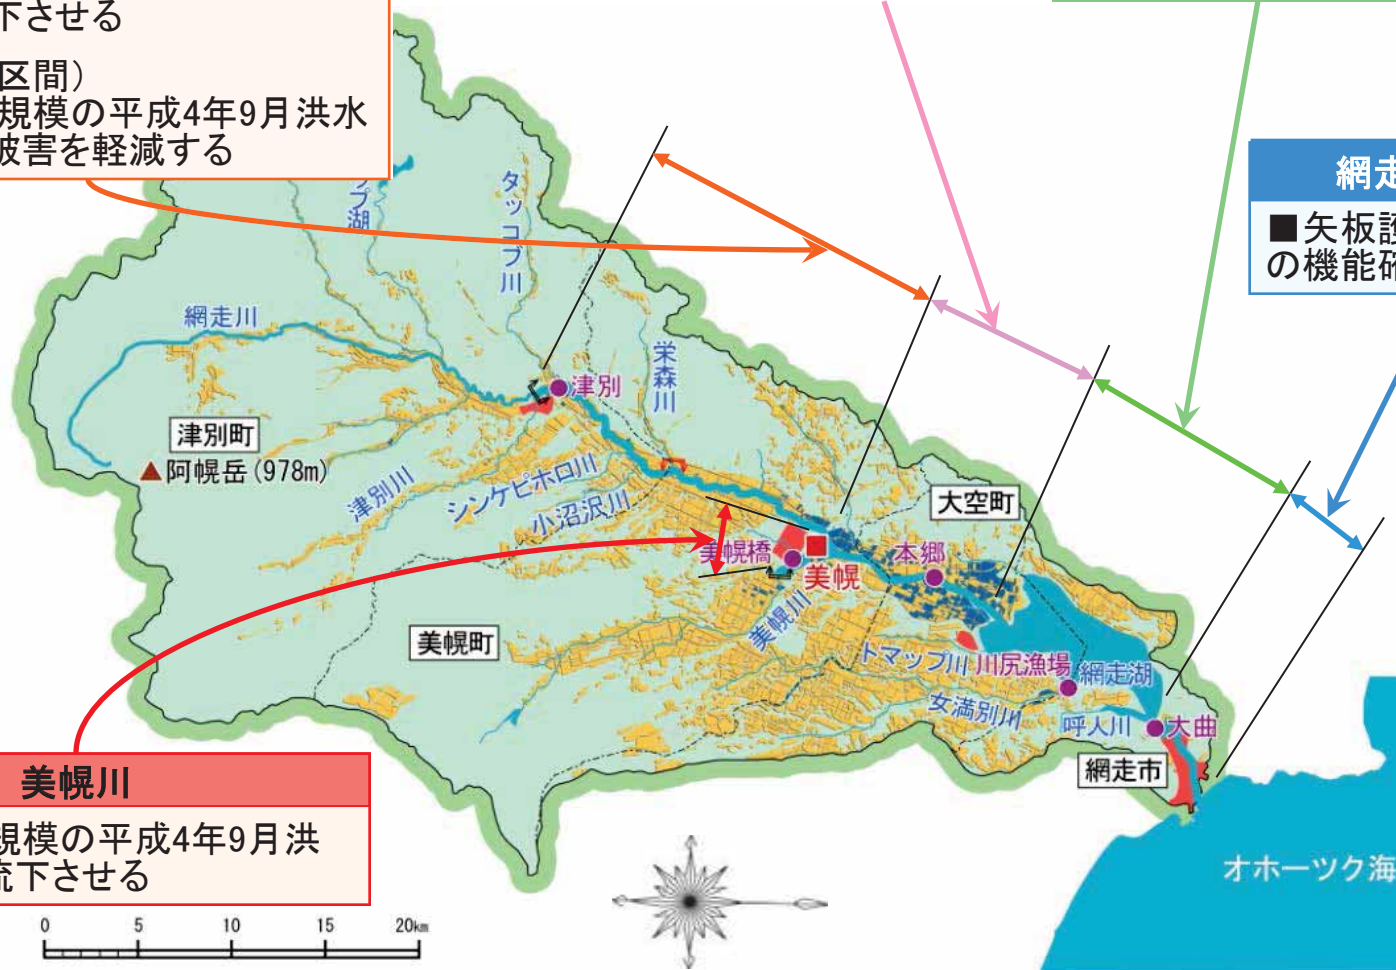 下させる
区間）
規模の平成4年9月洪水
被害を軽減する
網走
■矢板護
の機能確
プ湖
タッコブ川
網走川
栄森川
津別
津別町
▲阿幌岳(978m)
津別川
シンケピホロ川
小沼沢川
大空町
美幌橋
美幌
本郷
美幌川
美幌町
トマップ川
川尻漁場
網走湖
女満別川
呼人川
大曲
網走市
美幌川
規模の平成4年9月洪
流下させる
オホーツク海
0 5 10 15 20km